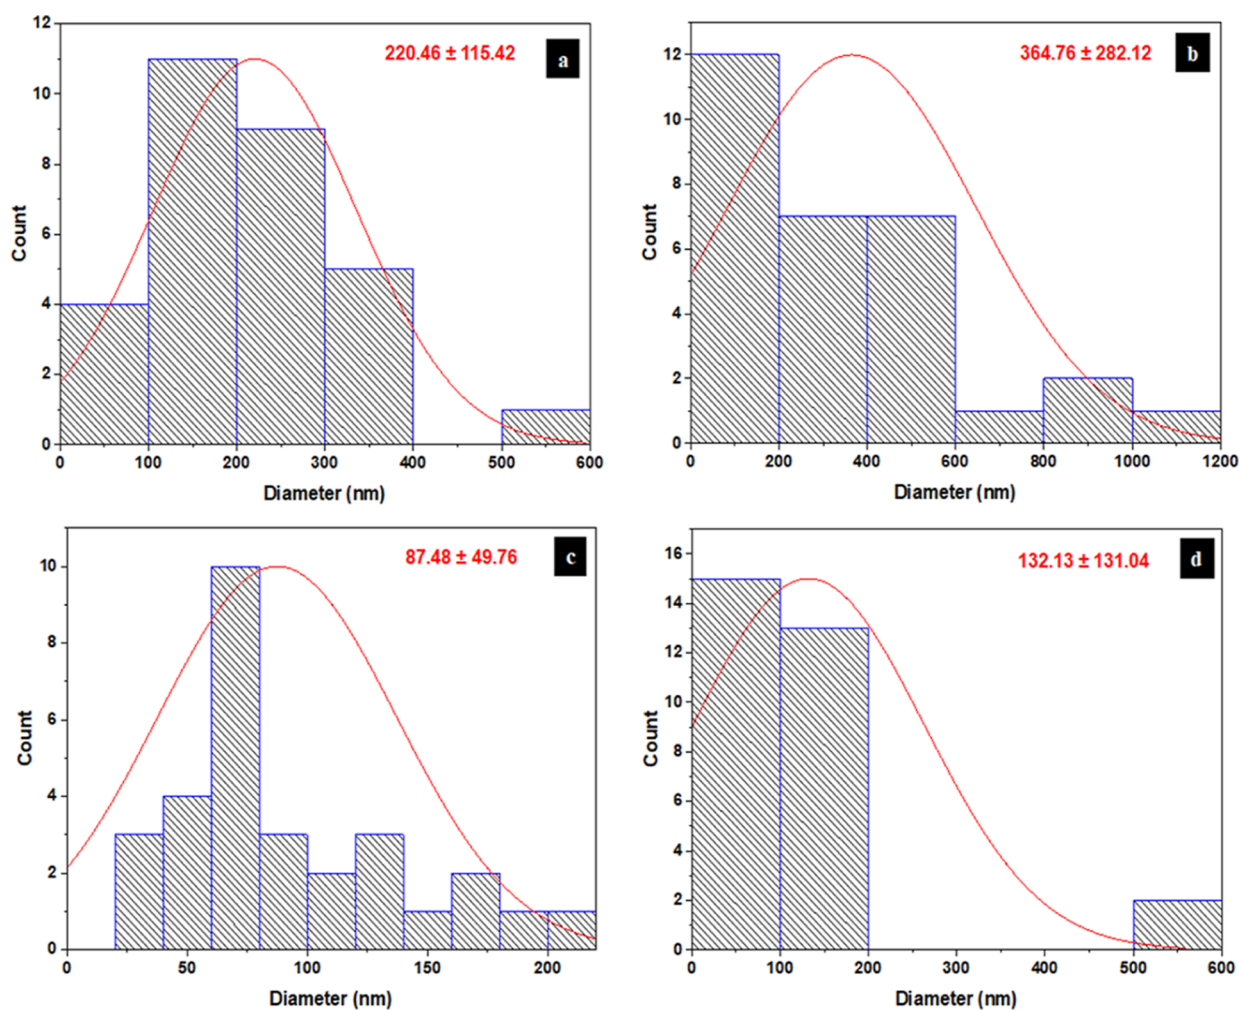 220.46 ± 115.42
a
12
10
8
6
4
2
0
Count
0 100 200 300 400 500 600
Diameter (nm)
364.76 ± 282.12
b
12
10
8
6
4
2
0
Count
0 200 400 600 800 1000 1200
Diameter (nm)
87.48 ± 49.76
c
10
8
6
4
2
0
Count
0 50 100 150 200
Diameter (nm)
132.13 ± 131.04
d
16
14
12
10
8
6
4
2
0
Count
0 100 200 300 400 500 600
Diameter (nm)